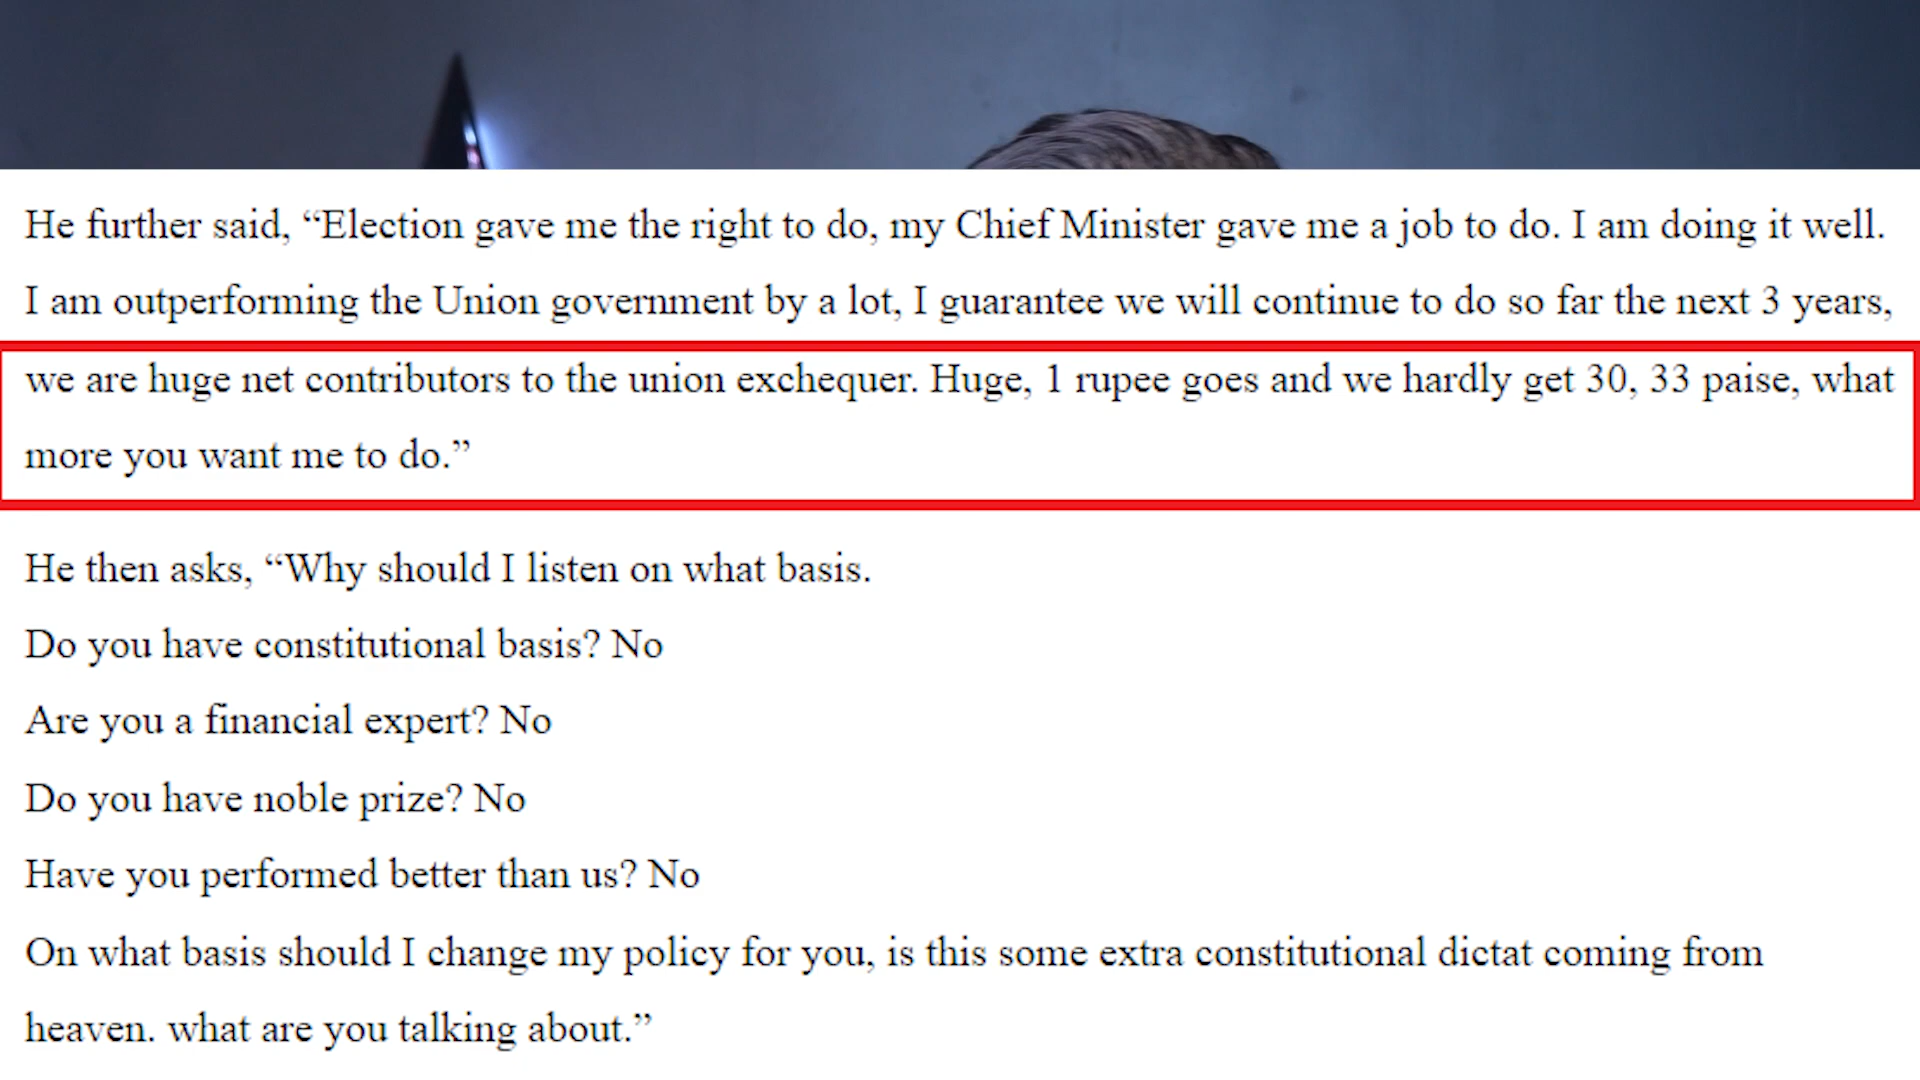 He further said, “Election gave me the right to do, my Chief Minister gave me a job to do. I am doing it well.
I am outperforming the Union government by a lot, I guarantee we will continue to do so far the next 3 years,
we are huge net contributors to the union exchequer. Huge, 1 rupee goes and we hardly get 30, 33 paise, what
more you want me to do.”
He then asks, “Why should I listen on what basis.
Do you have constitutional basis? No
Are you a financial expert? No
Do you have noble prize? No
Have you performed better than us? No
On what basis should I change my policy for you, is this some extra constitutional dictat coming from
heaven. what are you talking about.”